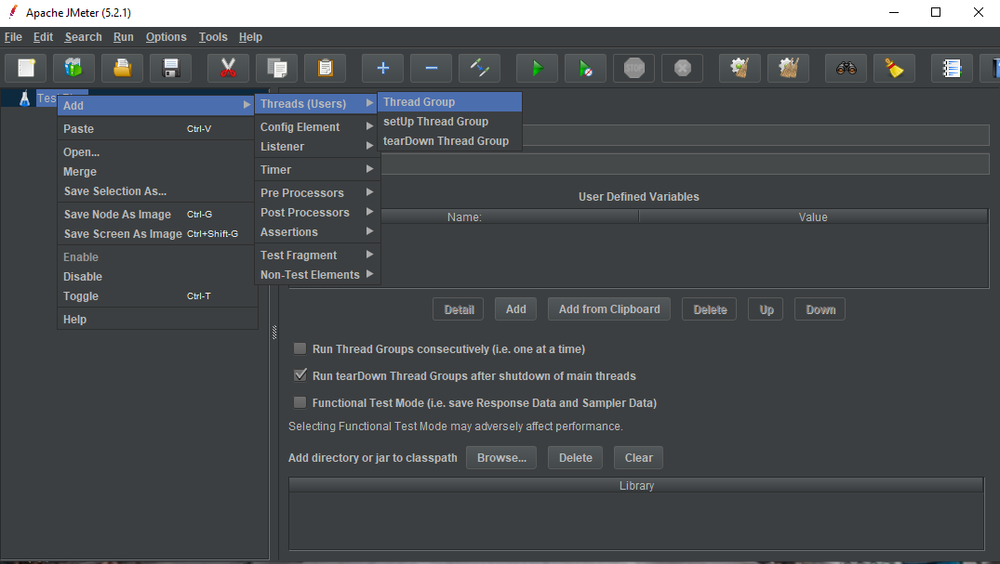 Apache JMeter (5.2.1)
File Edit Search Run Options Tools Help
STOP
Tes
Add
Paste Ctrl-V
Open...
Merge
Save Selection As...
Save Node As Image Ctrl-G
Save Screen As Image Ctrl+Shift-G
Enable
Disable
Toggle Ctrl-T
Help
Threads (Users)
Config Element
Listener
Timer
Pre Processors
Post Processors
Assertions
Test Fragment
Non-Test Elements
Thread Group
setUp Thread Group
tearDown Thread Group
User Defined Variables
Name: Value
Detail Add Add from Clipboard Delete Up Down
Run Thread Groups consecutively (i.e. one at a time)
Run tearDown Thread Groups after shutdown of main threads
Functional Test Mode (i.e. save Response Data and Sampler Data)
Selecting Functional Test Mode may adversely affect performance.
Add directory or jar to classpath Browse... Delete Clear
Library